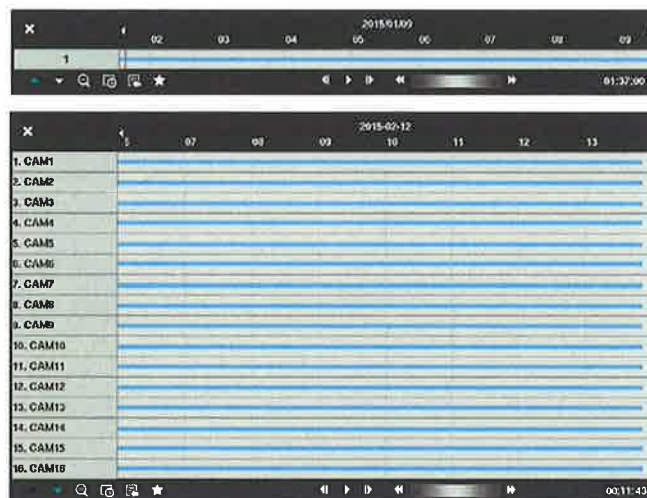 2015/01/09
02 03 04 05 06 07 08 09
1
01:37:00
2015-02-12
07 08 09 10 11 12 13
1. CAM1
2. CAM2
3. CAM3
4. CAM4
5. CAM5
6. CAM6
7. CAM7
8. CAM8
9. CAM9
10. CAM10
11. CAM11
12. CAM12
13. CAM13
14. CAM14
15. CAM15
16. CAM16
00:11:43